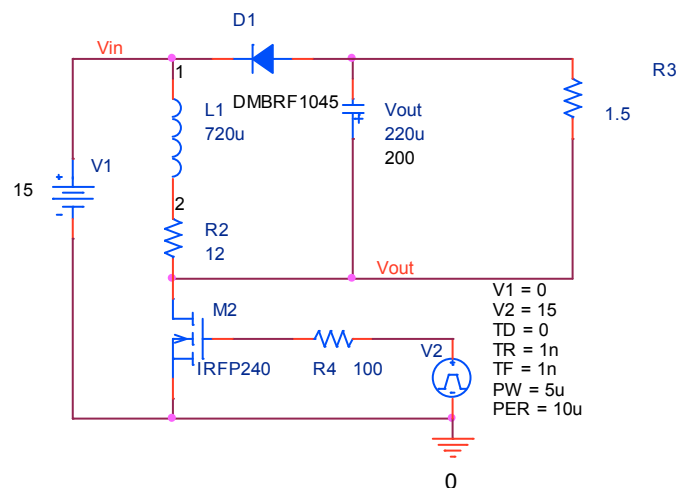 D1
Vin
R3
1
DMBRF1045
L1
720u
Vout
220u
200
1.5
V1
15
2
R2
12
Vout
V1 = 0
V2 = 15
TD = 0
TR = 1n
TF = 1n
PW = 5u
PER = 10u
M2
IRFP240
R4
100
V2
0